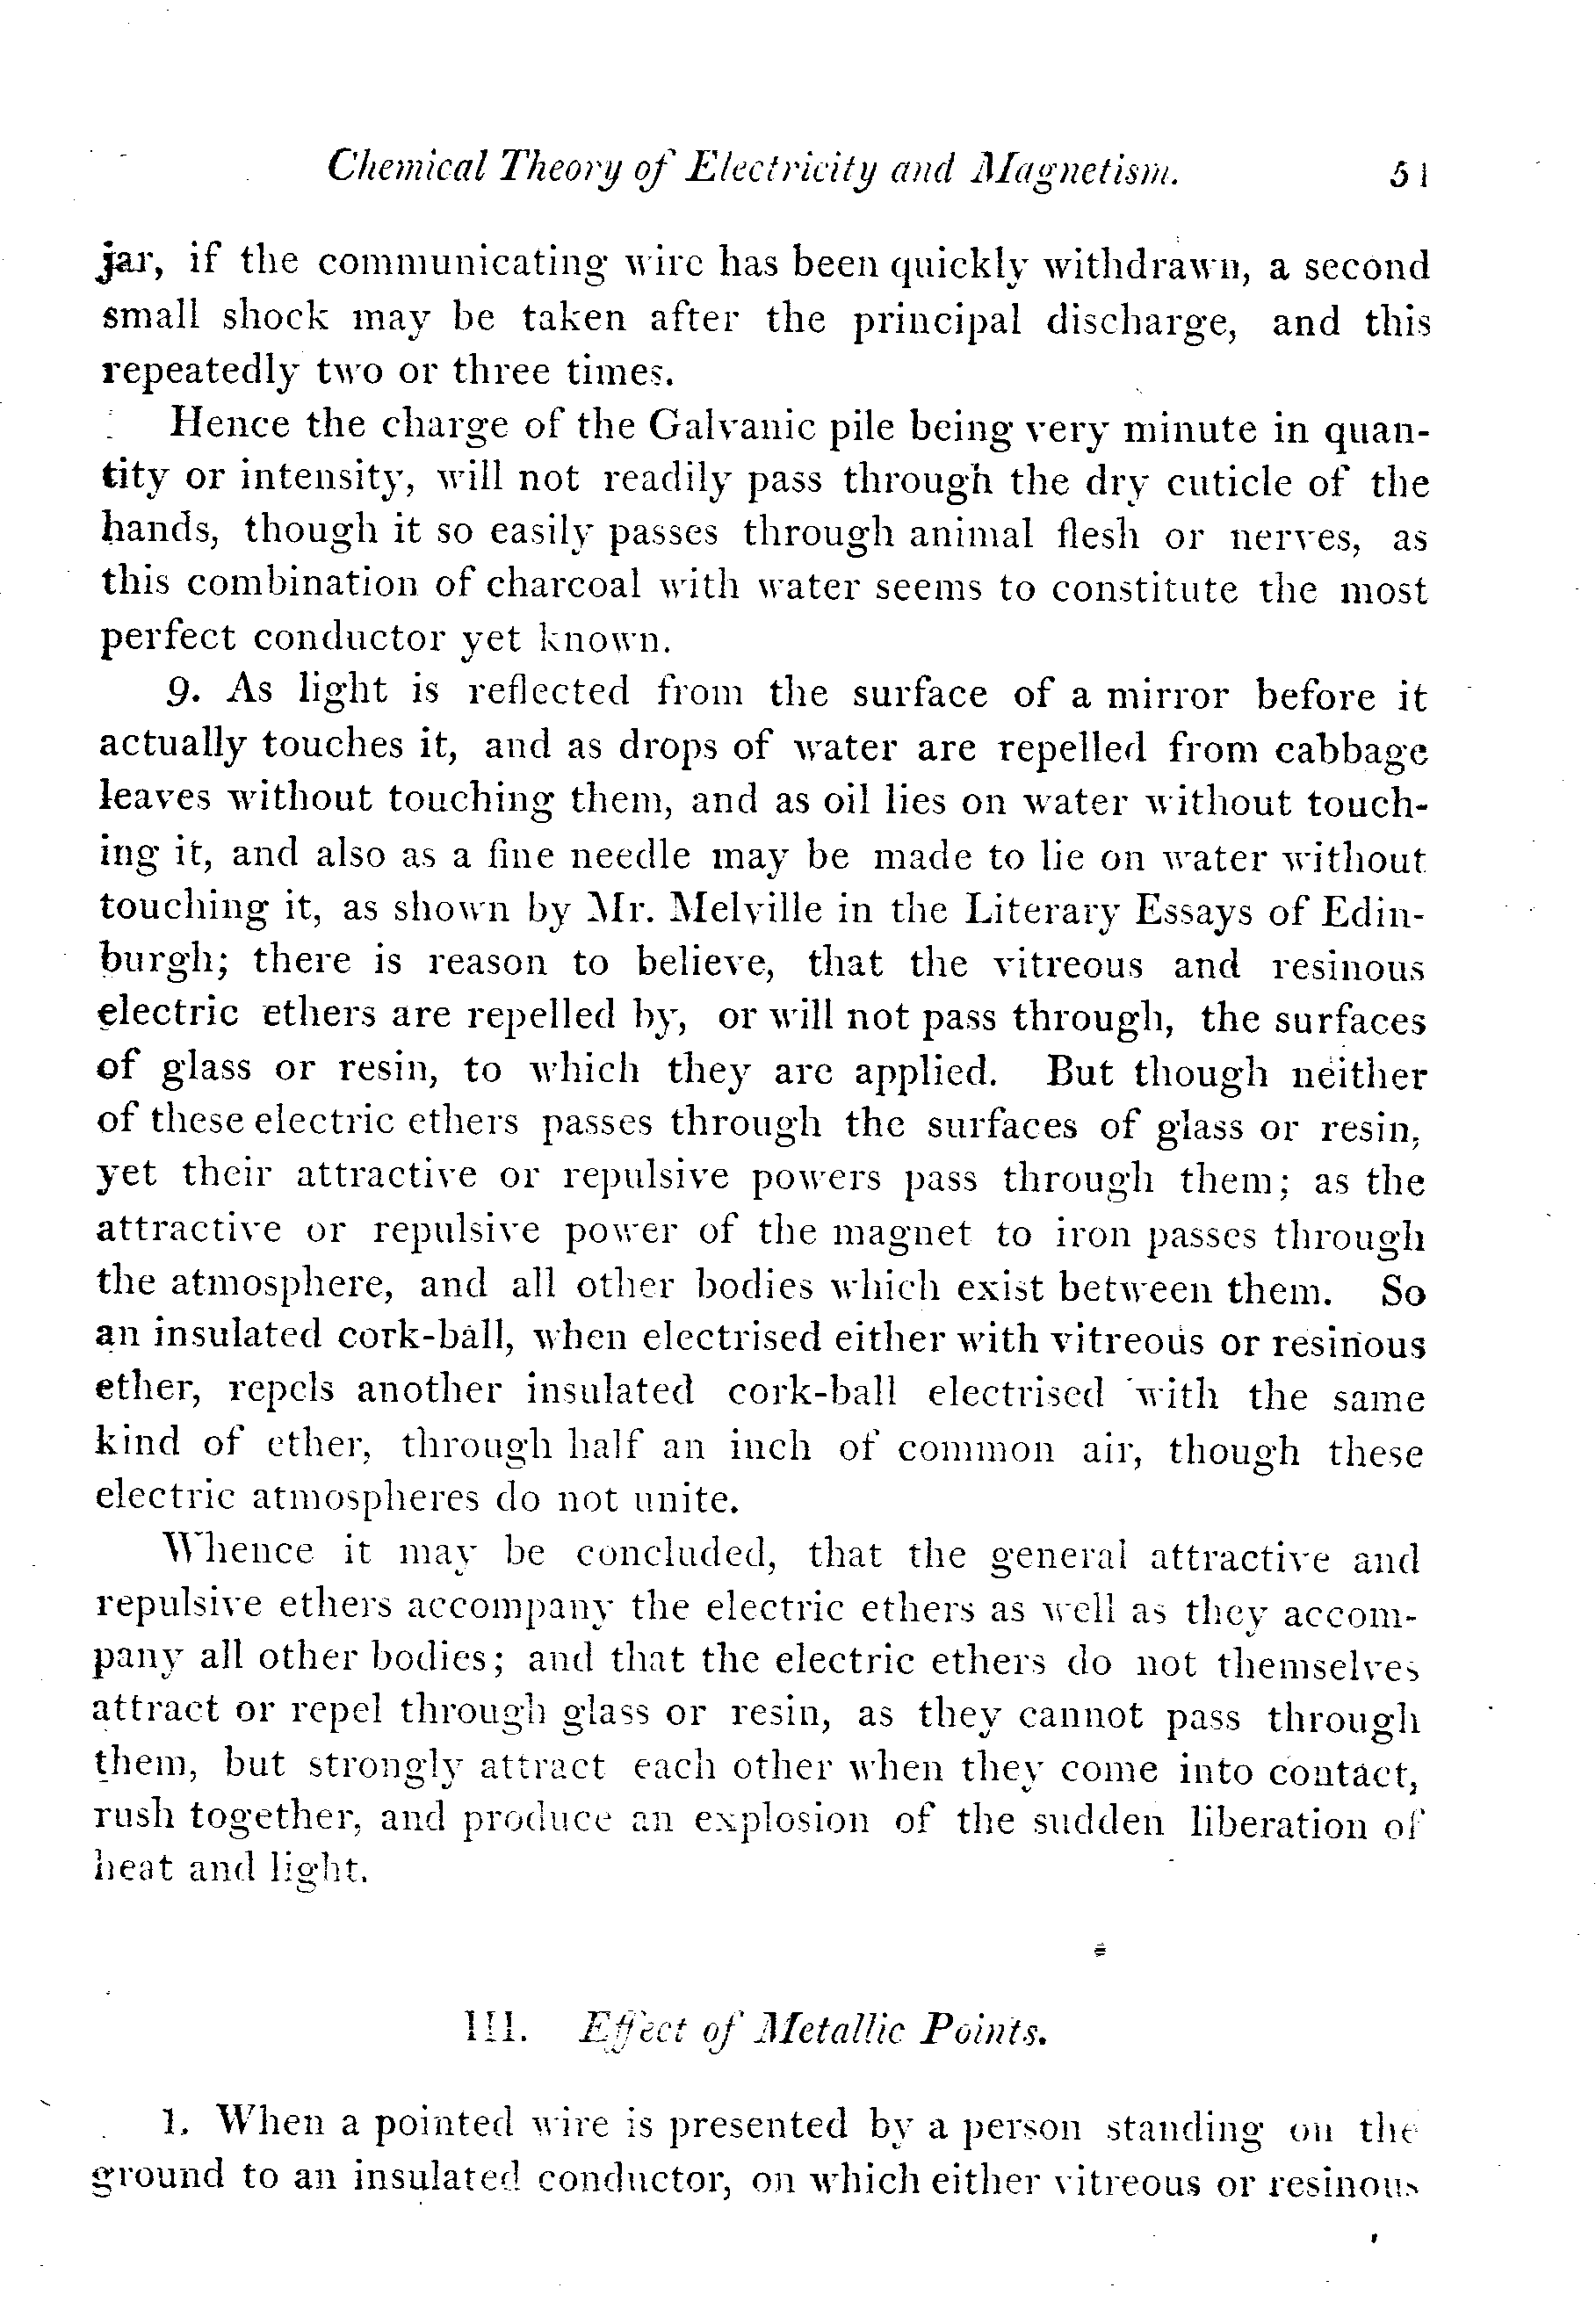 Chemical Theory of Electricity and Magnetism. 51
jar, if the communicating wire has been quickly withdrawn, a second
small shock may be taken after the principal discharge, and this
repeatedly two or three times.
Hence the charge of the Galvanic pile being very minute in quan-
tity or intensity, will not readily pass through the dry cuticle of the
hands, though it so easily passes through animal flesh or nerves, as
this combination of charcoal with water seems to constitute the most
perfect conductor yet known.
9. As light is reflected from the surface of a mirror before it
actually touches it, and as drops of water are repelled from cabbage
leaves without touching them, and as oil lies on water without touch-
ing it, and also as a fine needle may be made to lie on water without
touching it, as shown by Mr. Melville in the Literary Essays of Edin-
burgh; there is reason to believe, that the vitreous and resinous
electric ethers are repelled by, or will not pass through, the surfaces
of glass or resin, to which they are applied. But though neither
of these electric ethers passes through the surfaces of glass or resin,
yet their attractive or repulsive powers pass through them; as the
attractive or repulsive power of the magnet to iron passes through
the atmosphere, and all other bodies which exist between them. So
an insulated cork-ball, when electrised either with vitreous or resinous
ether, repels another insulated cork-ball electrised with the same
kind of ether, through half an inch of common air, though these
electric atmospheres do not unite.
Whence it may be concluded, that the general attractive and
repulsive ethers accompany the electric ethers as well as they accom-
pany all other bodies; and that the electric ethers do not themselves
attract or repel through glass or resin, as they cannot pass through
them, but strongly attract each other when they come into contact,
rush together, and produce an explosion of the sudden liberation of
heat and light.
III. Effect of Metallic Points.
1. When a pointed wire is presented by a person standing on the
ground to an insulated conductor, on which either vitreous or resinous